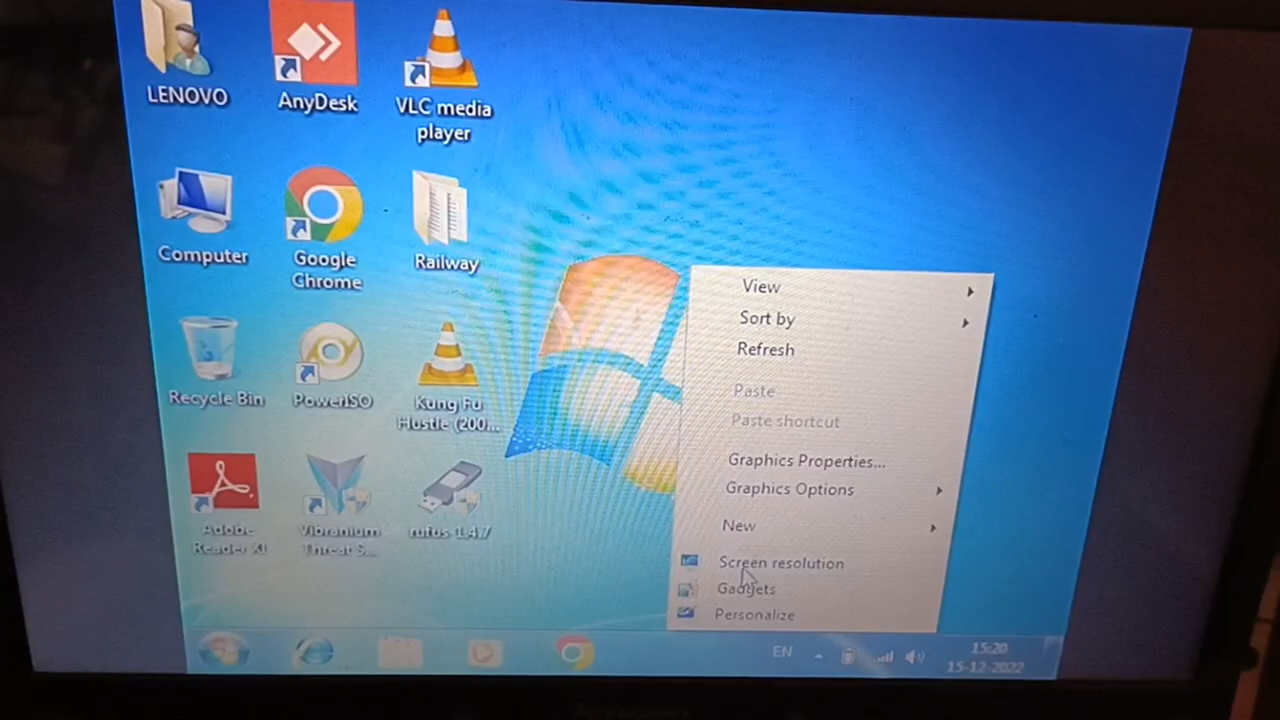 LENOVO
AnyDesk
VLC media
player
Computer
Google
Chrome
Railway
Recycle Bin
PowerISO
Kung Fu
Hustle (200...
Adobe
Reader XI
Vibranium
Threat S...
rufus 1.4.7
View
Sort by
Refresh
Paste
Paste shortcut
Graphics Properties...
Graphics Options
New
Screen resolution
Gadgets
Personalize
EN
15:20
15-12-2022